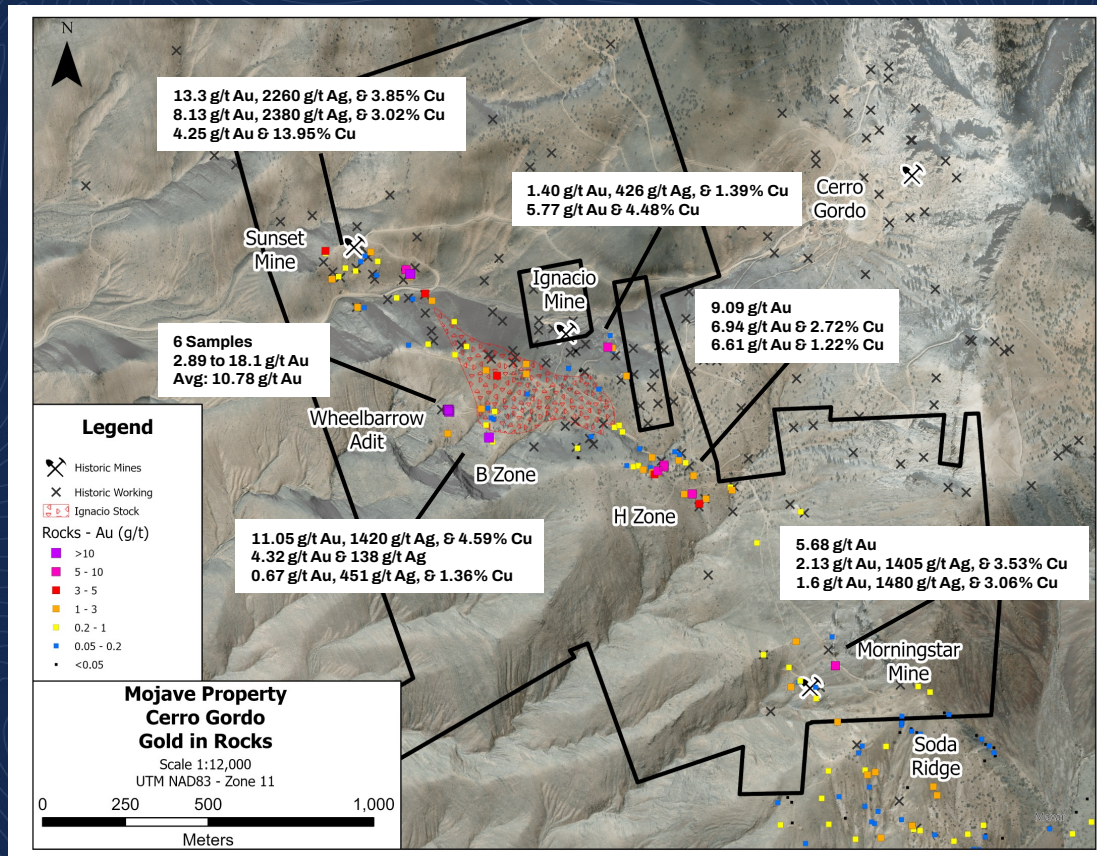 N
13.3 g/t Au, 2260 g/t Ag, & 3.85% Cu
8.13 g/t Au, 2380 g/t Ag, & 3.02% Cu
4.25 g/t Au & 13.95% Cu
1.40 g/t Au, 426 g/t Ag, & 1.39% Cu
5.77 g/t Au & 4.48% Cu
Cerro
Gordo
Sunset
Mine
Ignacio
Mine
9.09 g/t Au
6.94 g/t Au & 2.72% Cu
6.61 g/t Au & 1.22% Cu
6 Samples
2.89 to 18.1 g/t Au
Avg: 10.78 g/t Au
Wheelbarrow
Adit
B Zone
H Zone
11.05 g/t Au, 1420 g/t Ag, & 4.59% Cu
4.32 g/t Au & 138 g/t Ag
0.67 g/t Au, 451 g/t Ag, & 1.36% Cu
5.68 g/t Au
2.13 g/t Au, 1405 g/t Ag, & 3.53% Cu
1.6 g/t Au, 1480 g/t Ag, & 3.06% Cu
Morningstar
Mine
Soda
Ridge
Legend
Historic Mines
Historic Working
Ignacio Stock
Rocks - Au (g/t)
>10
5 - 10
3 - 5
1 - 3
0.2 - 1
0.05 - 0.2
<0.05
Mojave Property
Cerro Gordo
Gold in Rocks
Scale 1:12,000
UTM NAD83 - Zone 11
0 250 500 1,000
Meters